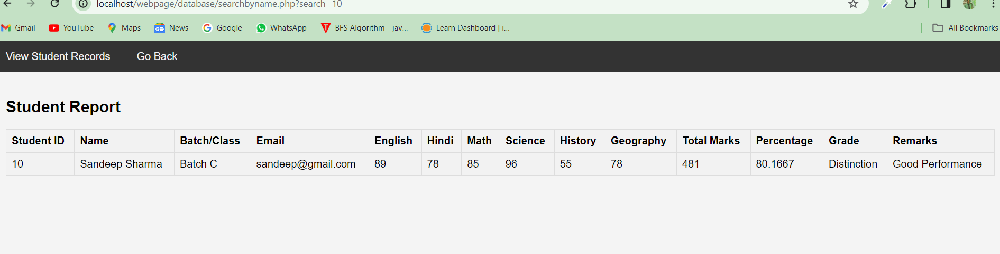 localhost/webpage/database/searchbyname.php?search=10
Gmail YouTube Maps News Google WhatsApp BFS Algorithm - jav... Learn Dashboard | i... All Bookmarks
View Student Records Go Back
Student Report
Student ID Name Batch/Class Email English Hindi Math Science History Geography Total Marks Percentage Grade Remarks
10 Sandeep Sharma Batch C sandeep@gmail.com 89 78 85 96 55 78 481 80.1667 Distinction Good Performance